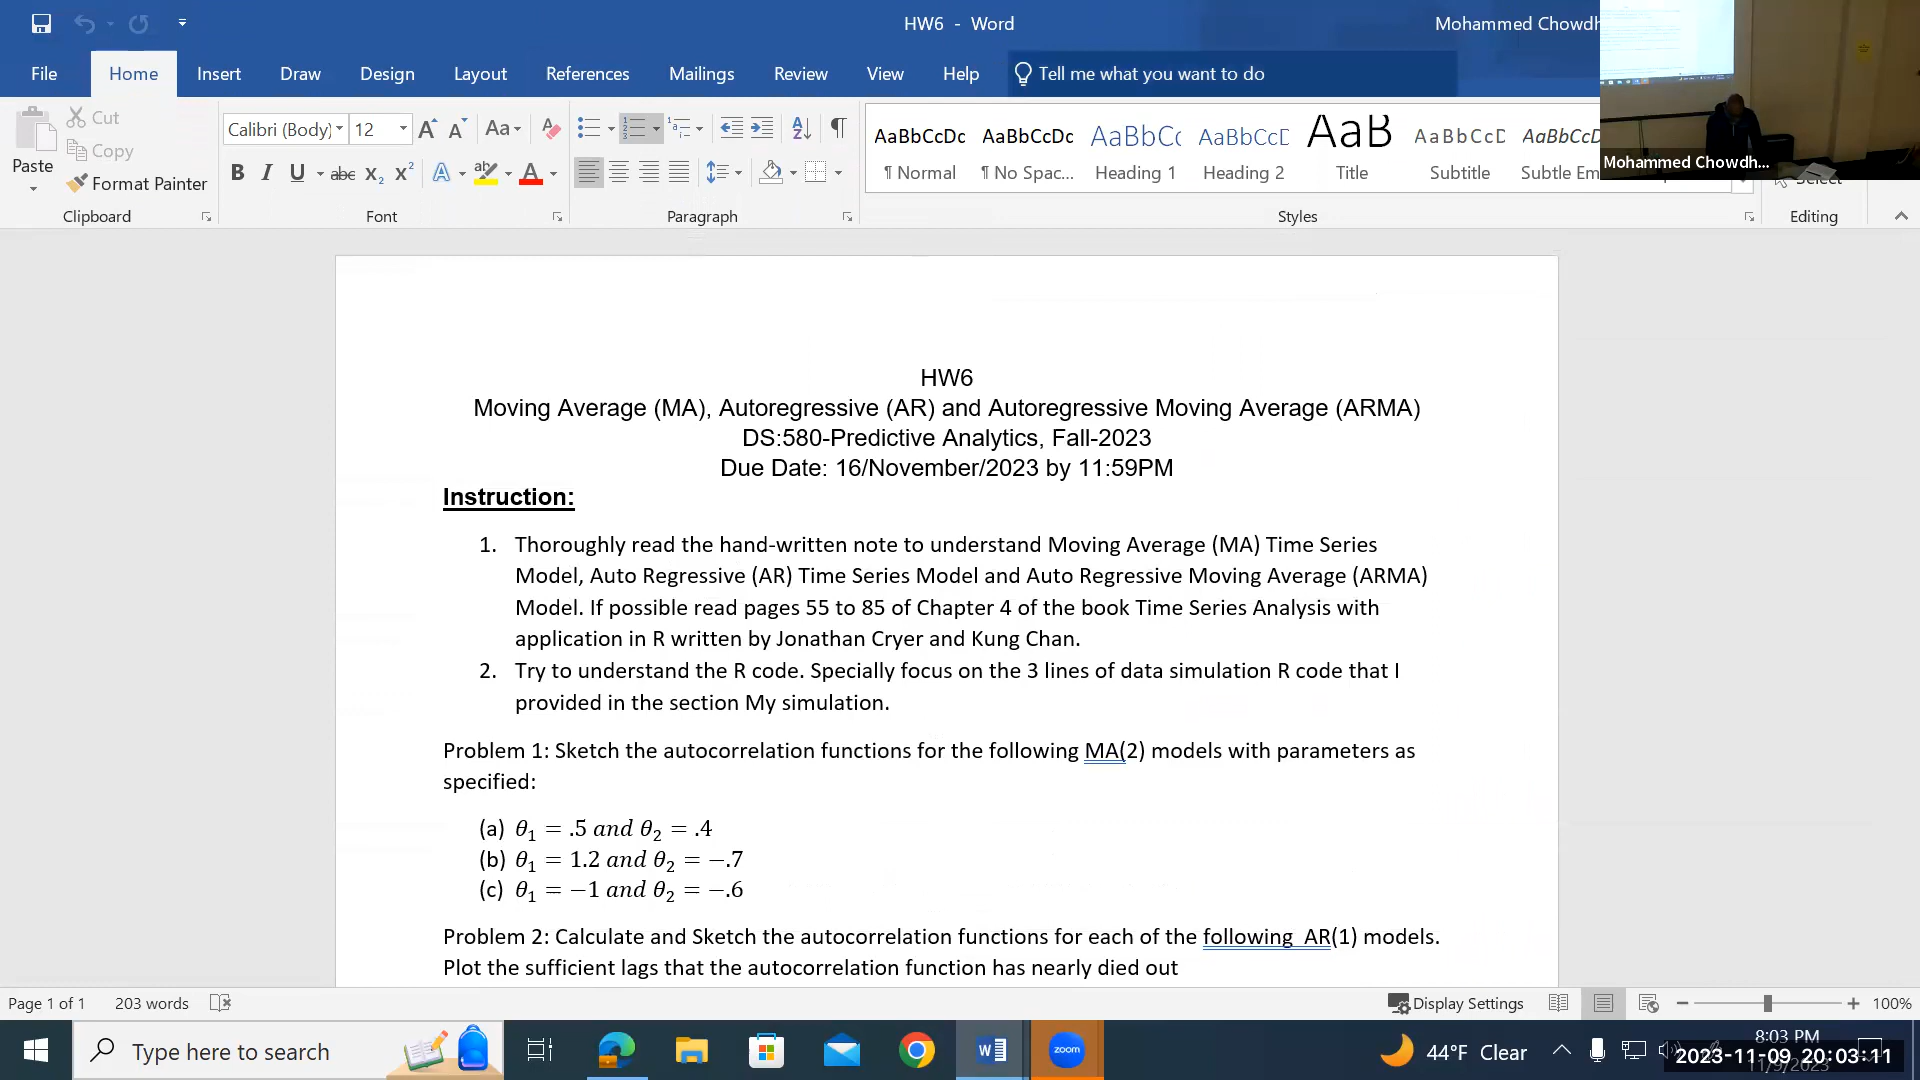 HW6 - Word
Mohammed Chowdh
File Home Insert Draw Design Layout References Mailings Review View Help Tell me what you want to do
Paste
Cut
Copy
Format Painter
Clipboard
Calibri (Body) 12
Font
Paragraph
AaBbCcDc AaBbCcDc AaBbCc AaBbCcD AaB AaBbCcD AaBbCcD
¶ Normal ¶ No Spac... Heading 1 Heading 2 Title Subtitle Subtle Em
Styles
Select
Editing
Mohammed Chowdh...
HW6
Moving Average (MA), Autoregressive (AR) and Autoregressive Moving Average (ARMA)
DS:580-Predictive Analytics, Fall-2023
Due Date: 16/November/2023 by 11:59PM
Instruction:
1. Thoroughly read the hand-written note to understand Moving Average (MA) Time Series
Model, Auto Regressive (AR) Time Series Model and Auto Regressive Moving Average (ARMA)
Model. If possible read pages 55 to 85 of Chapter 4 of the book Time Series Analysis with
application in R written by Jonathan Cryer and Kung Chan.
2. Try to understand the R code. Specially focus on the 3 lines of data simulation R code that I
provided in the section My simulation.
Problem 1: Sketch the autocorrelation functions for the following MA(2) models with parameters as
specified:
(a) θ₁ = .5 and θ₂ = .4
(b) θ₁ = 1.2 and θ₂ = −.7
(c) θ₁ = −1 and θ₂ = −.6
Problem 2: Calculate and Sketch the autocorrelation functions for each of the following AR(1) models.
Plot the sufficient lags that the autocorrelation function has nearly died out
Page 1 of 1 203 words
Display Settings
100%
Type here to search
zoom
44°F Clear
8:03 PM
2023-11-09 20:03:11
11/9/2023